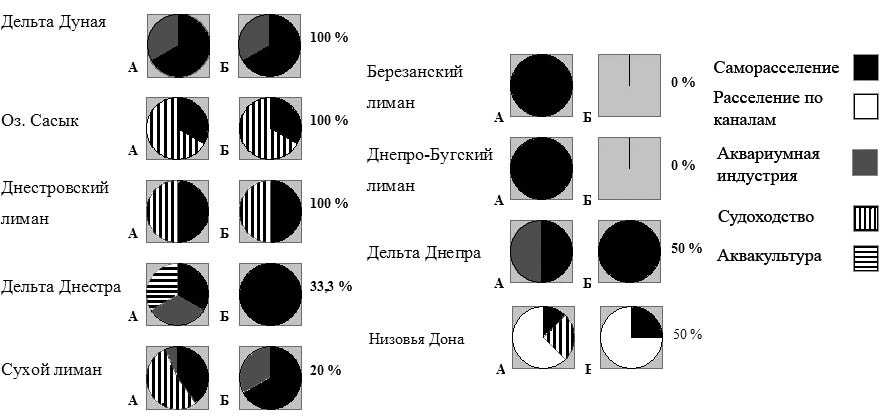 Дельта Дуная
А
Б
100 %
Оз. Сасык
А
Б
100 %
Днестровский
лиман
А
Б
100 %
Дельта Днестра
А
Б
33,3 %
Сухой лиман
А
Б
20 %
Березанский
лиман
А
Б
0 %
Днепро-Бугский
лиман
А
Б
0 %
Дельта Днепра
А
Б
50 %
Низовья Дона
А
Б
50 %
Саморасселение
Расселение по
каналам
Аквариумная
индустрия
Судоходство
Аквакультура